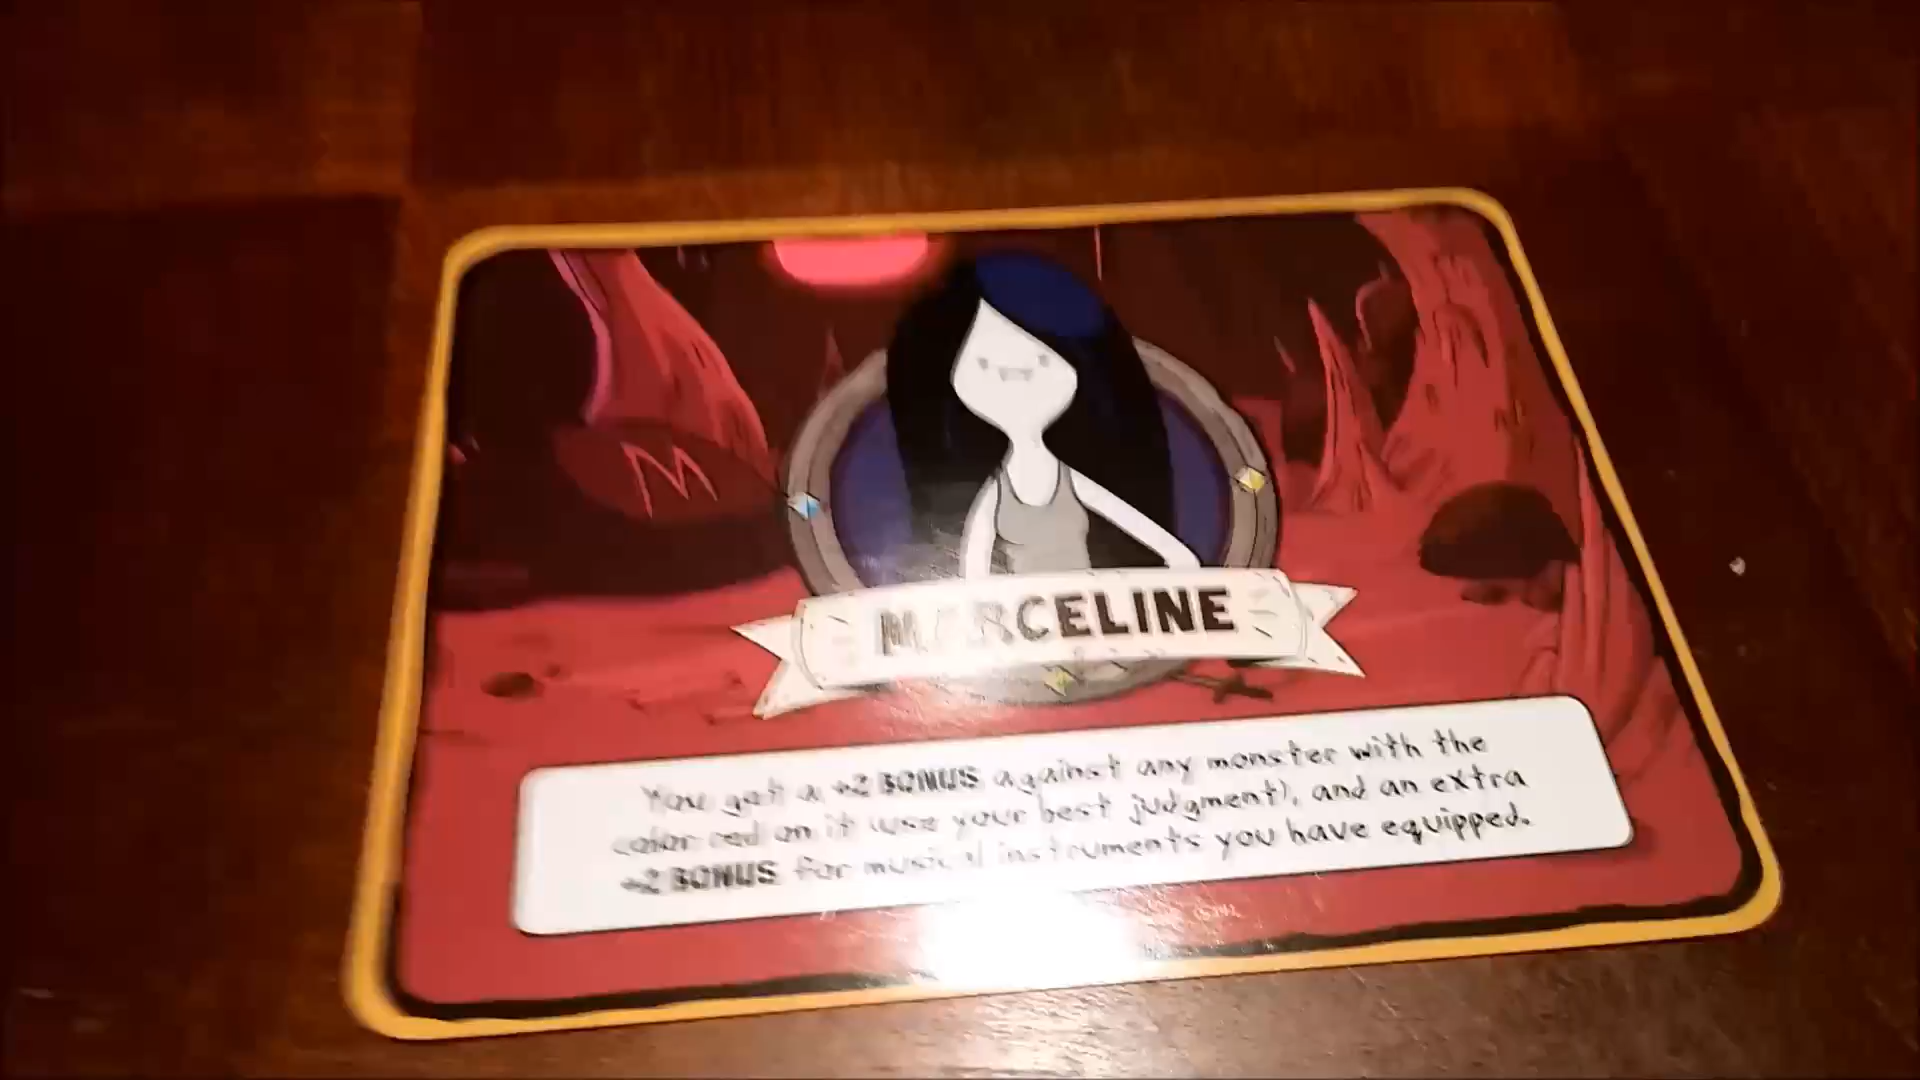 M
MARCELINE
You get a +2 BONUS against any monster with the
color red on it (use your best judgment), and an extra
+2 BONUS for musical instruments you have equipped.